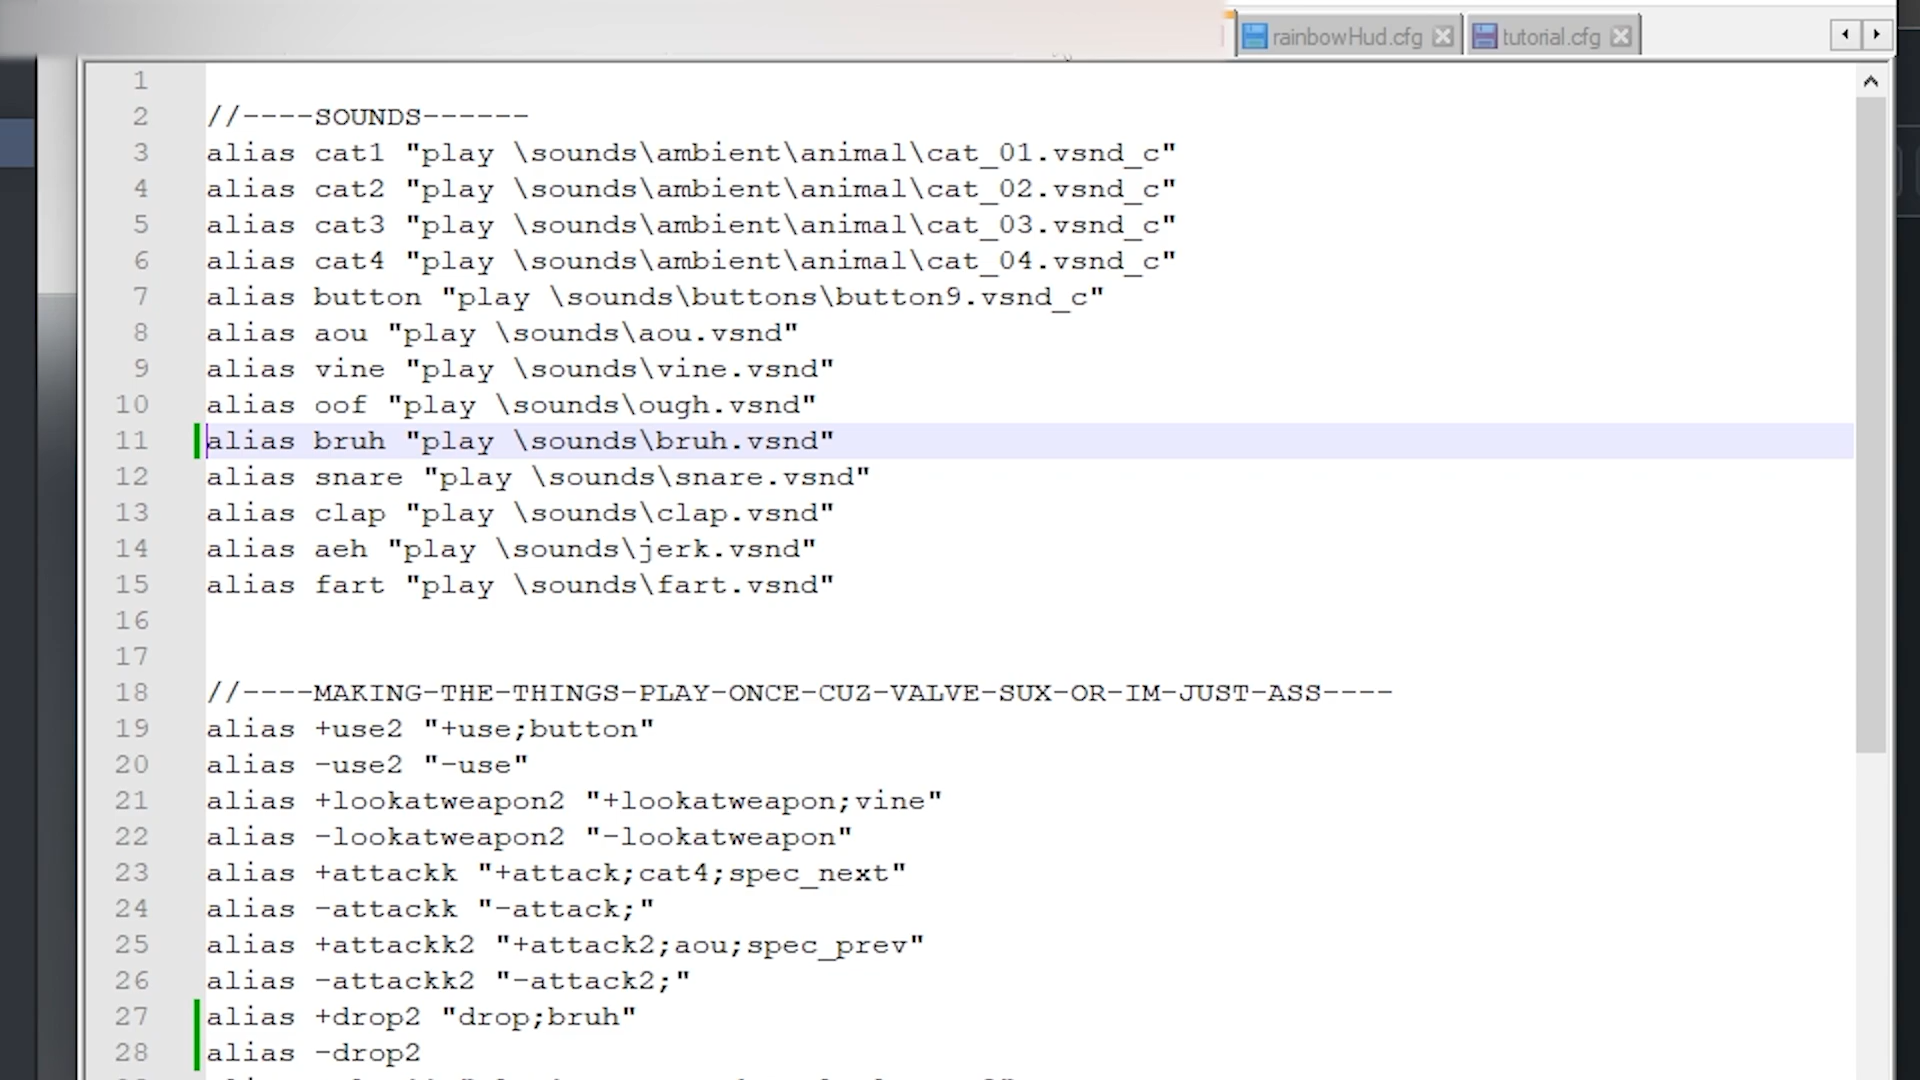 rainbowHud.cfg tutorial.cfg
1
2 //----SOUNDS------
3 alias cat1 "play \sounds\ambient\animal\cat_01.vsnd_c"
4 alias cat2 "play \sounds\ambient\animal\cat_02.vsnd_c"
5 alias cat3 "play \sounds\ambient\animal\cat_03.vsnd_c"
6 alias cat4 "play \sounds\ambient\animal\cat_04.vsnd_c"
7 alias button "play \sounds\buttons\button9.vsnd_c"
8 alias aou "play \sounds\aou.vsnd"
9 alias vine "play \sounds\vine.vsnd"
10 alias oof "play \sounds\ough.vsnd"
11 alias bruh "play \sounds\bruh.vsnd"
12 alias snare "play \sounds\snare.vsnd"
13 alias clap "play \sounds\clap.vsnd"
14 alias aeh "play \sounds\jerk.vsnd"
15 alias fart "play \sounds\fart.vsnd"
16
17
18 //----MAKING-THE-THINGS-PLAY-ONCE-CUZ-VALVE-SUX-OR-IM-JUST-ASS----
19 alias +use2 "+use;button"
20 alias -use2 "-use"
21 alias +lookatweapon2 "+lookatweapon;vine"
22 alias -lookatweapon2 "-lookatweapon"
23 alias +attackk "+attack;cat4;spec_next"
24 alias -attackk "-attack;"
25 alias +attackk2 "+attack2;aou;spec_prev"
26 alias -attackk2 "-attack2;"
27 alias +drop2 "drop;bruh"
28 alias -drop2